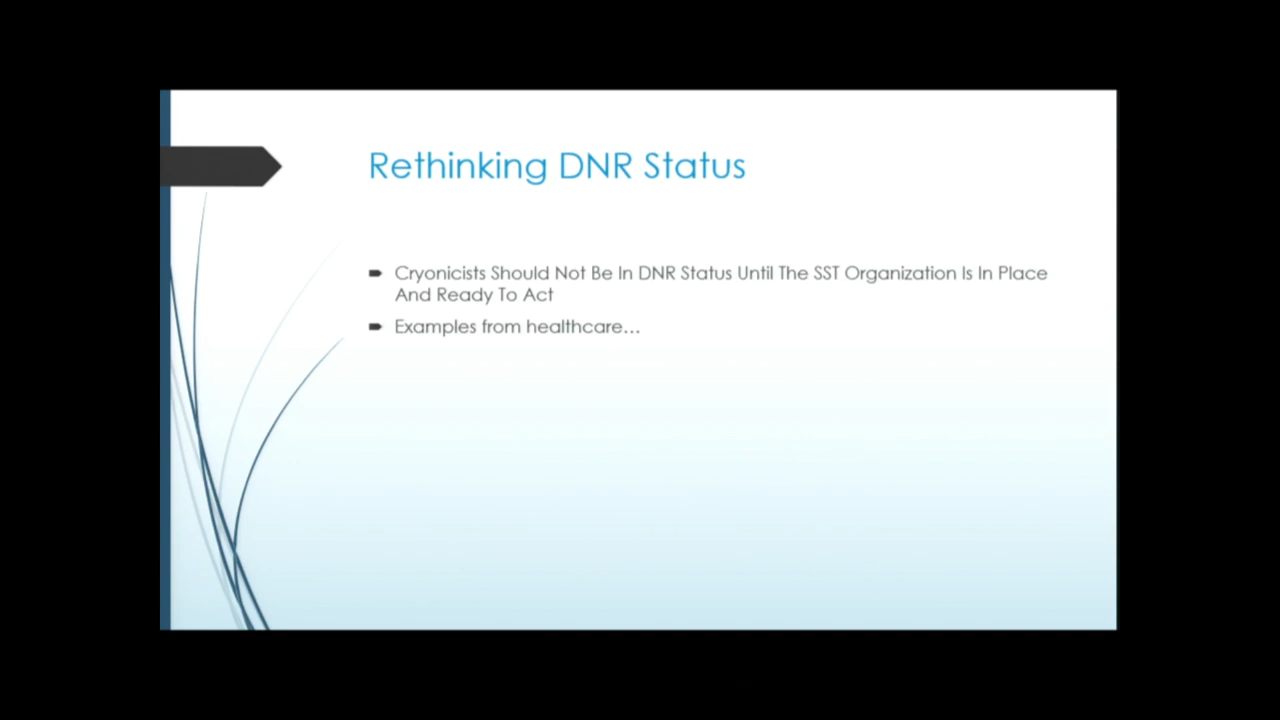 Rethinking DNR Status
Cryonicists Should Not Be In DNR Status Until The SST Organization Is In Place
And Ready To Act
Examples from healthcare...